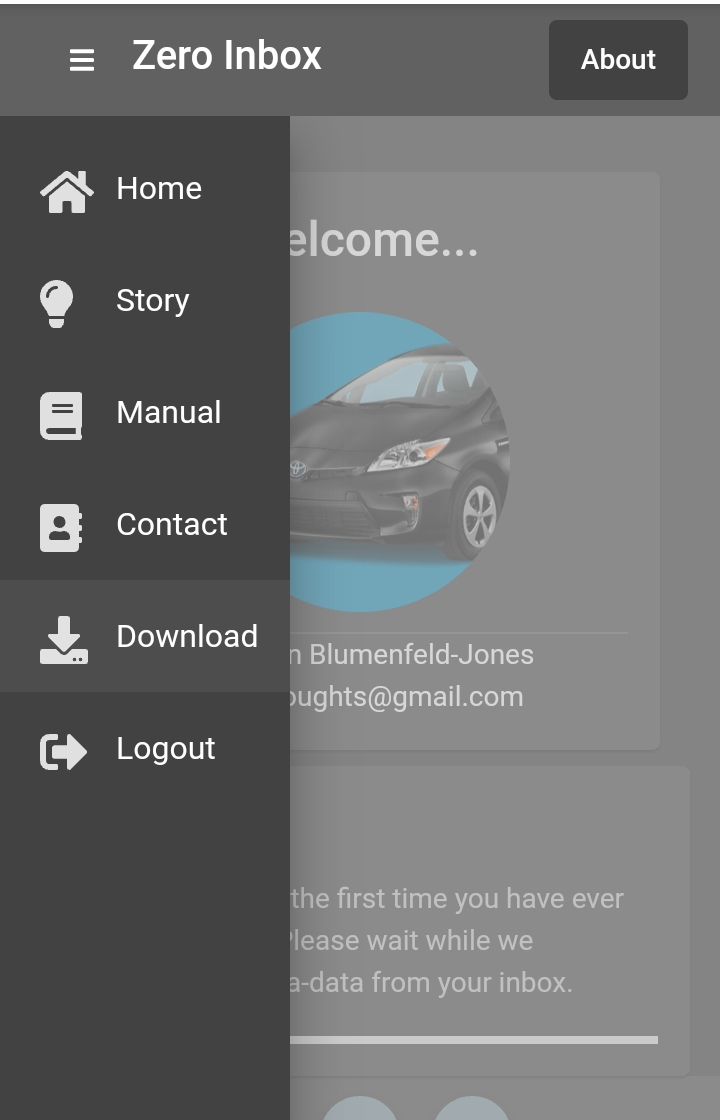 Zero Inbox
About
Home
Story
Manual
Contact
Download
Logout
elcome...
n Blumenfeld-Jones
oughts@gmail.com
the first time you have ever
Please wait while we
a-data from your inbox.